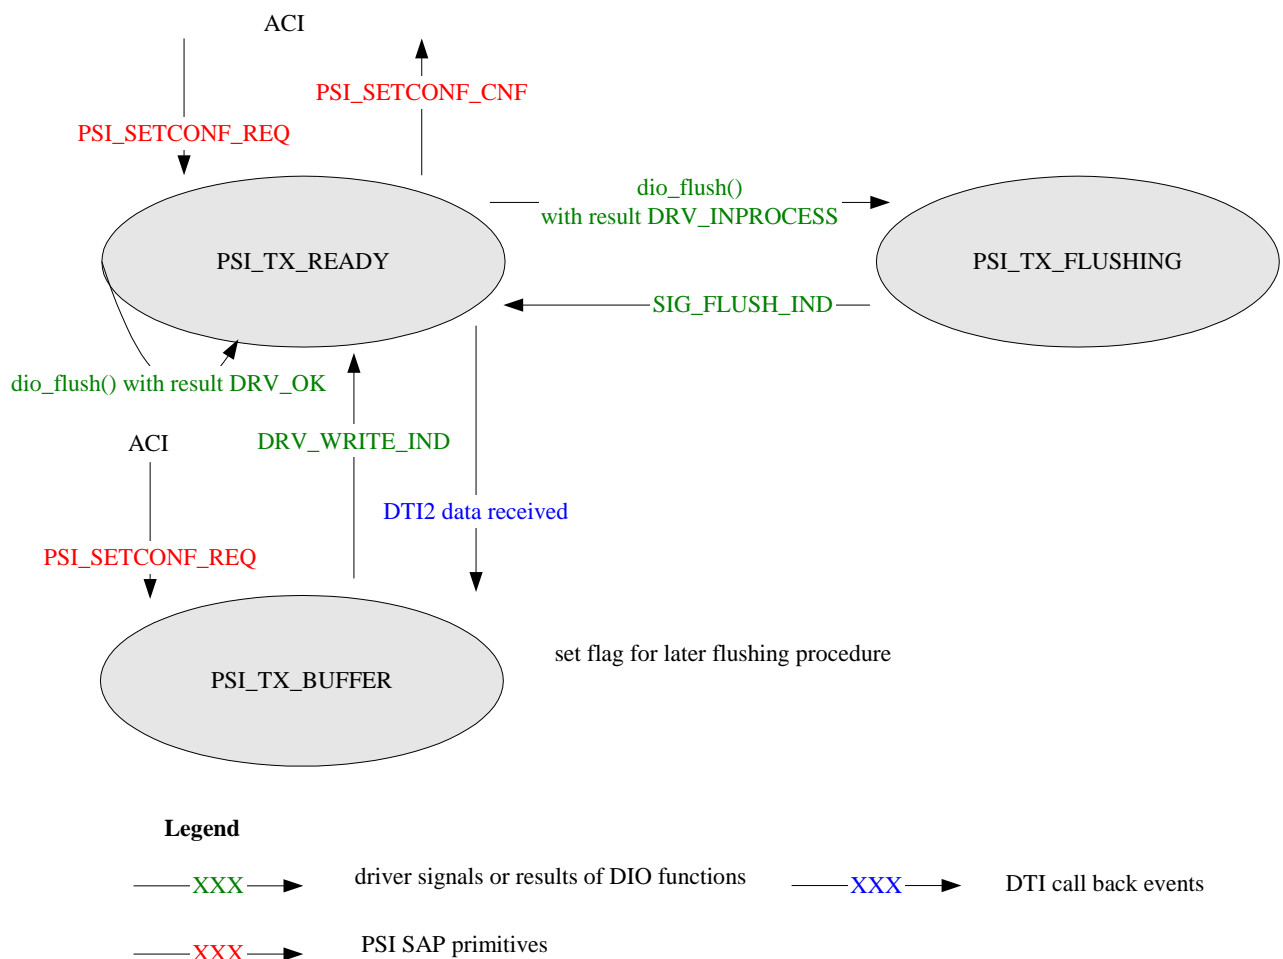 ACI
PSI_SETCONF_CNF
PSI_SETCONF_REQ
dio_flush()
with result DRV_INPROCESS
PSI_TX_READY
PSI_TX_FLUSHING
SIG_FLUSH_IND
dio_flush() with result DRV_OK
ACI
DRV_WRITE_IND
DTI2 data received
PSI_SETCONF_REQ
set flag for later flushing procedure
PSI_TX_BUFFER
Legend
XXX
driver signals or results of DIO functions
XXX
DTI call back events
XXX
PSI SAP primitives